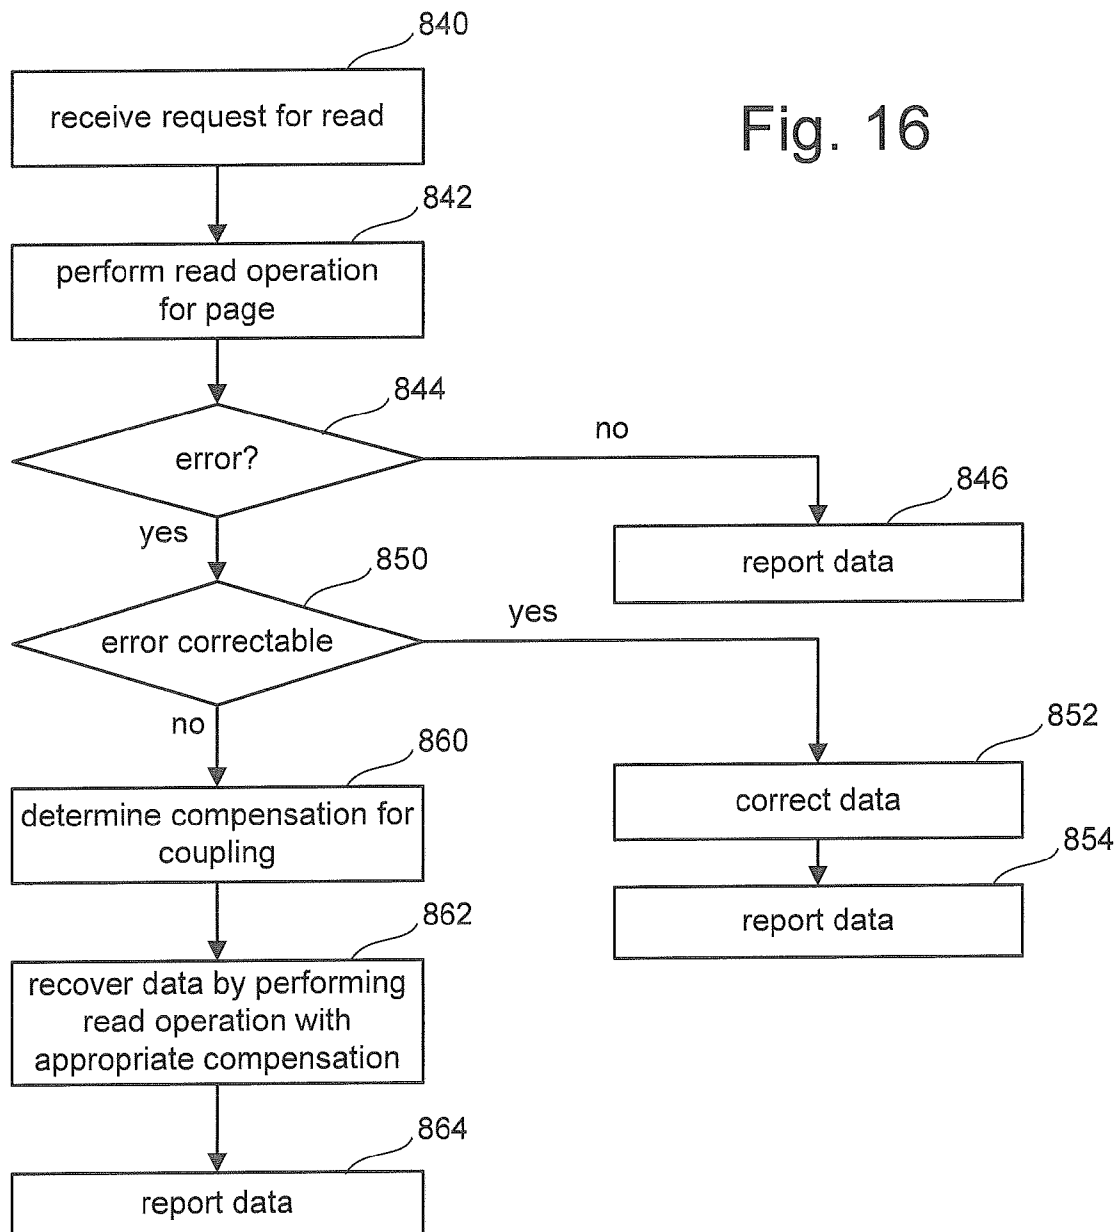 840
receive request for read
Fig. 16
842
perform read operation
for page
844
error?
no
yes
846
report data
850
error correctable
yes
no
852
correct data
854
report data
860
determine compensation for
coupling
862
recover data by performing
read operation with
appropriate compensation
864
report data